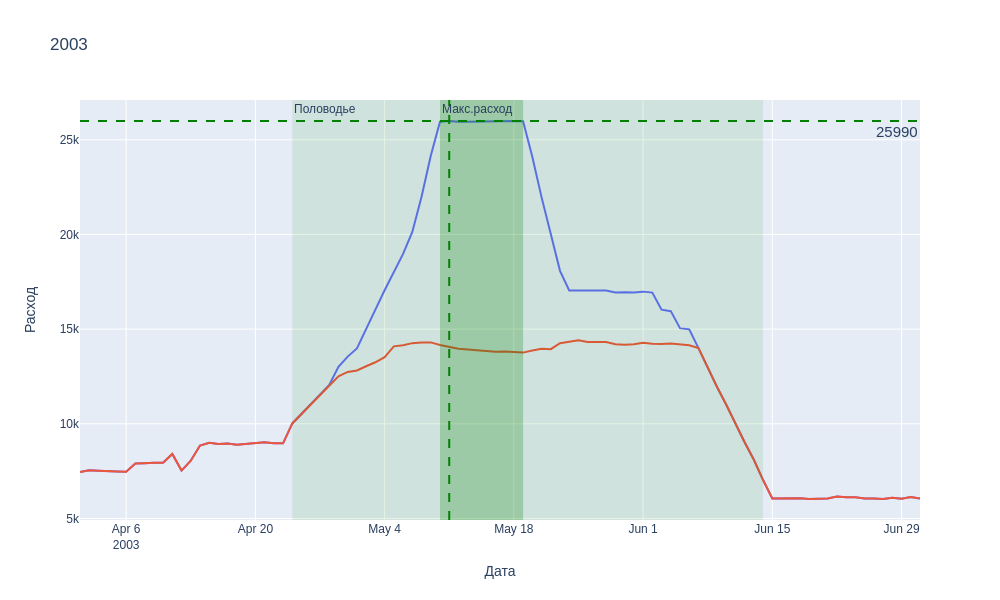 2003
Половодье
Макс.расход
25990
25k
20k
15k
10k
5k
Расход
Apr 6
2003
Apr 20
May 4
May 18
Jun 1
Jun 15
Jun 29
Дата